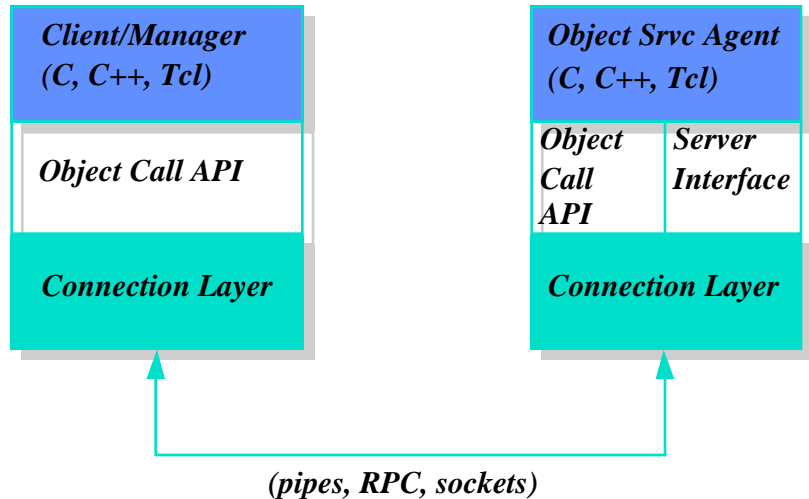 Client/Manager
(C, C++, Tcl)
Object Call API
Connection Layer
Object Srvc Agent
(C, C++, Tcl)
Object
Call
API
Server
Interface
Connection Layer
(pipes, RPC, sockets)